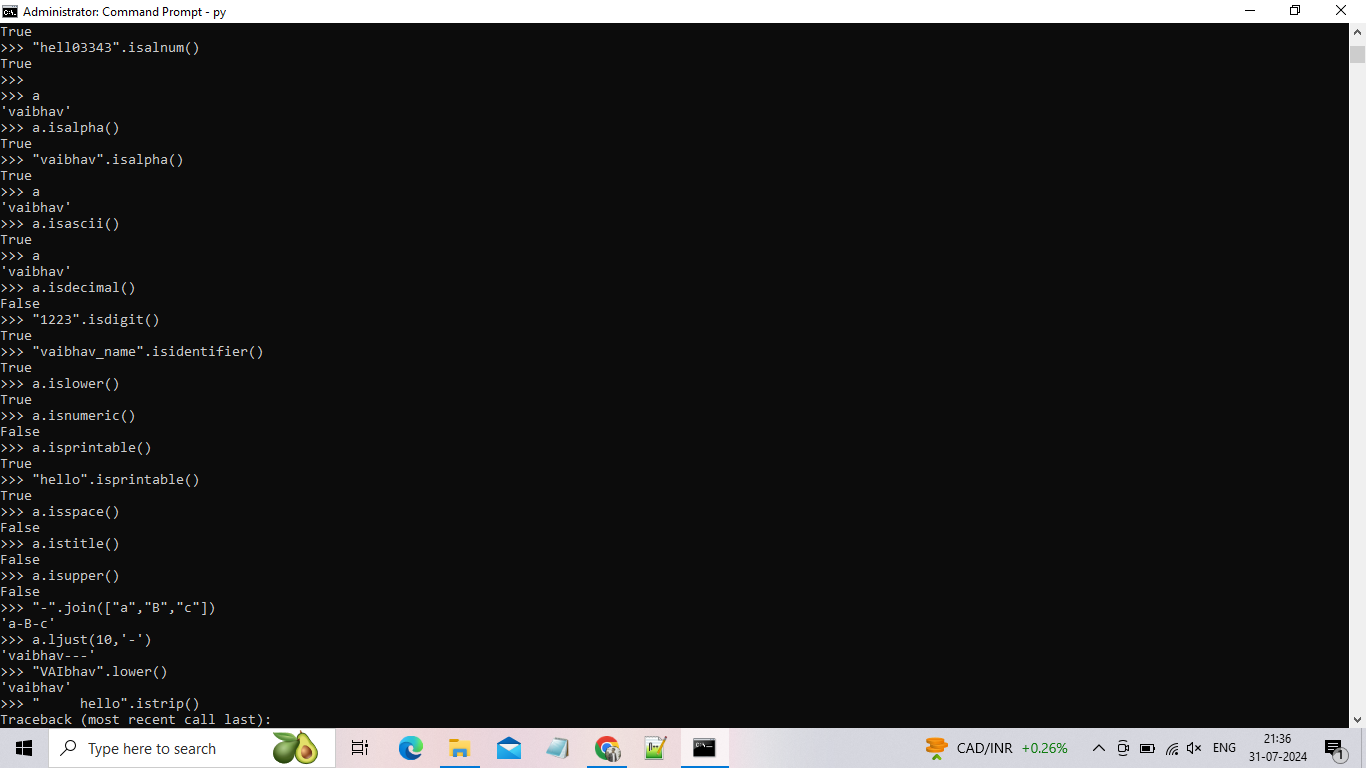 Administrator: Command Prompt - py
True
>>> "hell03343".isalnum()
True
>>>
>>> a
'vaibhav'
>>> a.isalpha()
True
>>> "vaibhav".isalpha()
True
>>> a
'vaibhav'
>>> a.isascii()
True
>>> a
'vaibhav'
>>> a.isdecimal()
False
>>> "1223".isdigit()
True
>>> "vaibhav_name".isidentifier()
True
>>> a.islower()
True
>>> a.isnumeric()
False
>>> a.isprintable()
True
>>> "hello".isprintable()
True
>>> a.isspace()
False
>>> a.istitle()
False
>>> a.isupper()
False
>>> "-".join(["a","B","c"])
'a-B-c'
>>> a.ljust(10,'-')
'vaibhav---'
>>> "VAIbhav".lower()
'vaibhav'
>>> "     hello".istrip()
Traceback (most recent call last):
Type here to search
CAD/INR +0.26%
ENG
21:36
31-07-2024
1